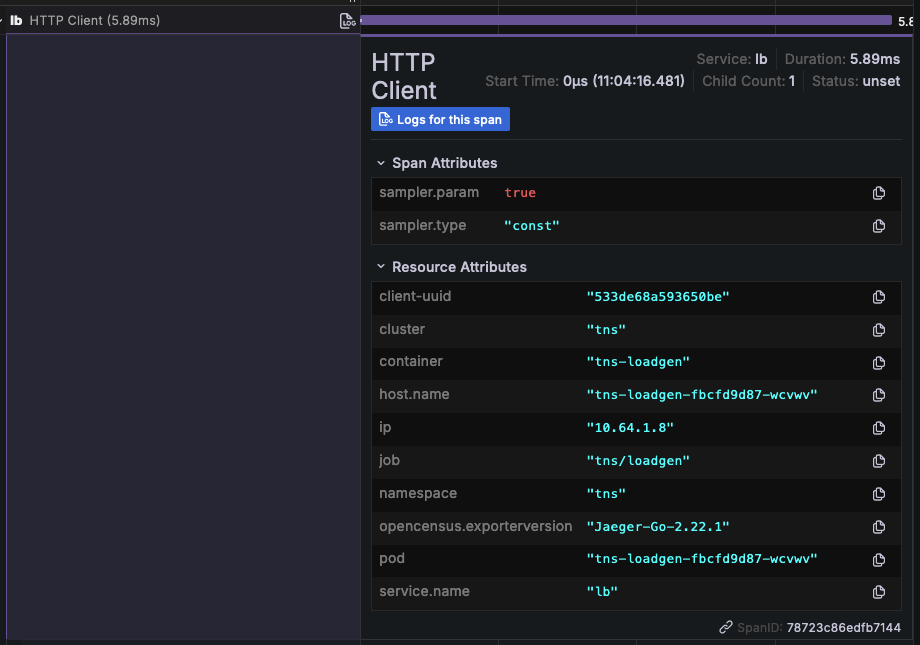 lb HTTP Client (5.89ms)
LOG
5.8
HTTP Client
Service: lb
Duration: 5.89ms
Start Time: 0μs (11:04:16.481)
Child Count: 1
Status: unset
LOG Logs for this span
Span Attributes
sampler.param true
sampler.type "const"
Resource Attributes
client-uuid "533de68a593650be"
cluster "tns"
container "tns-loadgen"
host.name "tns-loadgen-fbcfd9d87-wcvwv"
ip "10.64.1.8"
job "tns/loadgen"
namespace "tns"
opencensus.exporterversion "Jaeger-Go-2.22.1"
pod "tns-loadgen-fbcfd9d87-wcvwv"
service.name "lb"
SpanID: 78723c86edfb7144